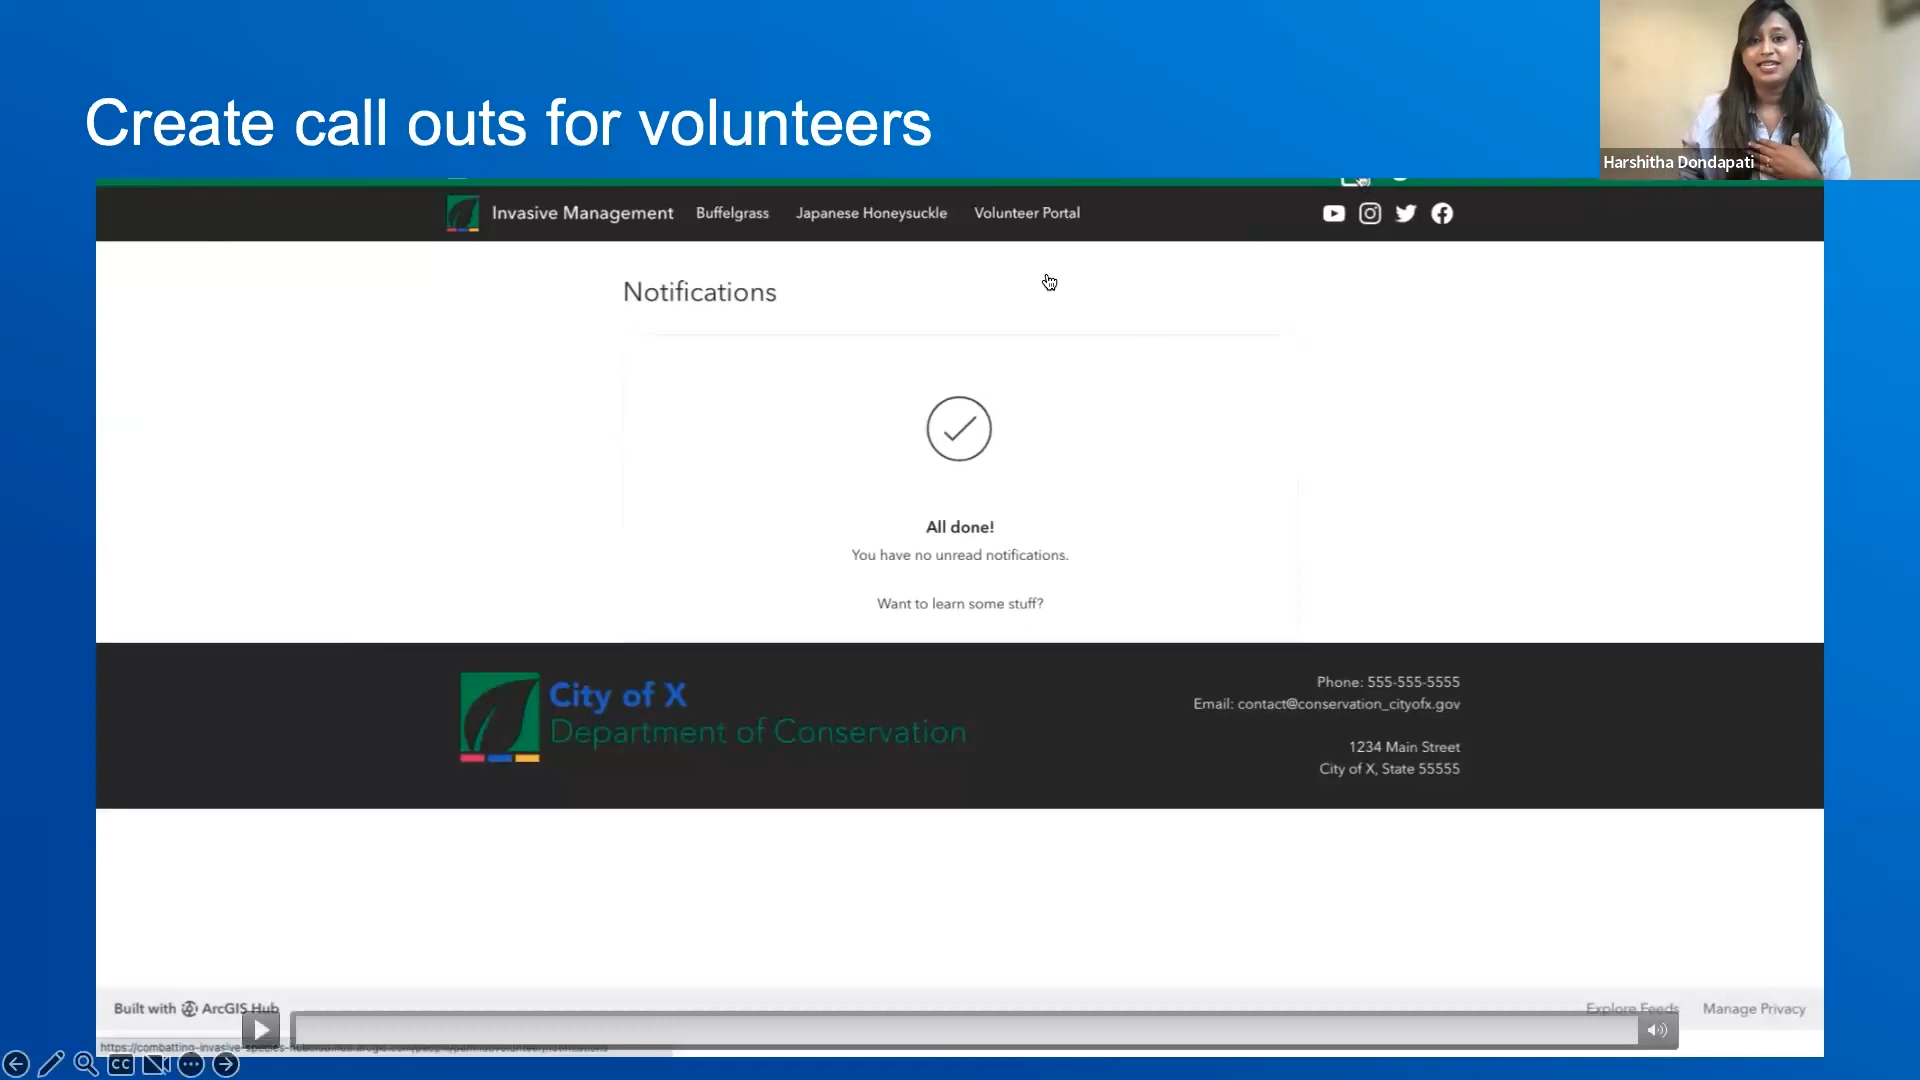 Create call outs for volunteers
Harshitha Dondapati
Invasive Management Buffelgrass Japanese Honeysuckle Volunteer Portal
Notifications
All done!
You have no unread notifications.
Want to learn some stuff?
City of X
Department of Conservation
Phone: 555-555-5555
Email: contact@conservation_cityofx.gov
1234 Main Street
City of X, State 55555
Built with ArcGIS Hub
Explore Feeds Manage Privacy
CC